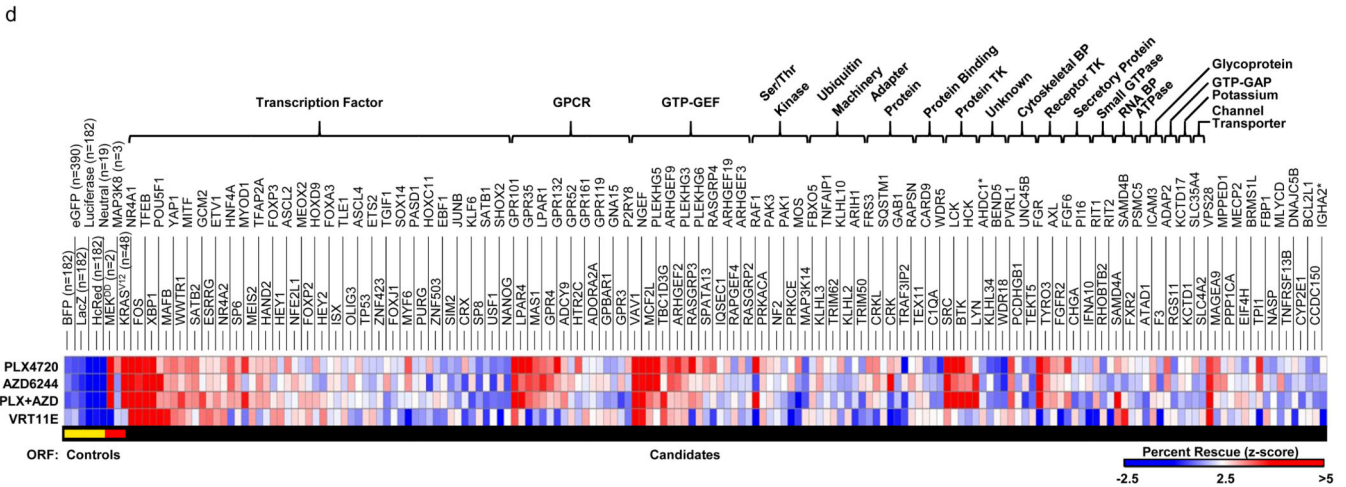 d
Transcription Factor
GPCR
GTP-GEF
Ser/Thr
Kinase
Ubiquitin
Machinery
Adapter
Protein
Protein Binding
Protein TK
Unknown
Cytoskeletal BP
Receptor TK
Secretory Protein
Small GTPase
RNA BP
ATPase
Glycoprotein
GTP-GAP
Potassium
Channel
Transporter
eGFP (n=390)
Luciferase (n=182)
Neutral (n=19)
MAP3K8 (n=3)
NR4A1
TFEB
POU5F1
YAP1
MITF
GCM2
ETV1
HNF4A
MYOD1
TFAP2A
FOXP3
ASCL2
MEOX2
HOXD9
FOXA3
TLE1
ASCL4
ETS2
TGIF1
SOX14
PASD1
HOXC11
EBF1
JUNB
KLF6
SATB1
SHOX2
GPR101
GPR35
LPAR1
GPR132
GPR52
GPR161
GPR119
GNA15
P2RY8
NGEF
PLEKHG5
ARHGEF9
PLEKHG3
PLEKHG6
RASGRP4
ARHGEF19
ARHGEF3
RAF1
PAK3
PAK1
MOS
FBXO5
TNFAIP1
KLHL10
ARIH1
FRS3
SQSTM1
GAB1
RAPSN
CARD9
WDR5
LCK
HCK
AHDC1*
BEND5
PVRL1
UNC45B
FGR
AXL
FGF6
PI16
RIT1
RIT2
SAMD4B
PSMC5
ICAM3
ADAP2
KCTD17
SLC35A4
VPS28
MPPED1
MECP2
BRMS1L
FBP1
MLYCD
DNAJC5B
BCL2L1
IGHA2*
BFP (n=182)
LacZ (n=182)
HcRed (n=182)
MEKDD (n=2)
KRASV12 (n=48)
FOS
XBP1
MAFB
WWTR1
SATB2
ESRRG
NR4A2
SP6
MEIS2
HAND2
HEY1
NFE2L1
FOXP2
HEY2
ISX
OLIG3
TP53
ZNF423
FOXJ1
MYF6
PURG
ZNF503
SIM2
CRX
SP8
USF1
NANOG
LPAR4
MAS1
GPR4
ADCY9
HTR2C
ADORA2A
GPBAR1
GPR3
VAV1
MCF2L
TBC1D3G
ARHGEF2
RASGRP3
SPATA13
IQSEC1
RAPGEF4
RASGRP2
PRKACA
NF2
PRKCE
MAP3K14
KLHL3
TRIM62
KLHL2
TRIM50
CRKL
CRK
TRAF3IP2
TEX11
C1QA
SRC
BTK
LYN
KLHL34
WDR18
PCDHGB1
TEKT5
TYRO3
FGFR2
CHGA
IFNA10
RHOBTB2
SAMD4A
FXR2
ATAD1
F3
RGS11
KCTD1
SLC4A2
MAGEA9
PPP1CA
EIF4H
TPI1
NASP
TNFRSF13B
CYP2E1
CCDC150
PLX4720
AZD6244
PLX+AZD
VRT11E
ORF: Controls
Candidates
Percent Rescue (z-score)
-2.5 2.5 >5